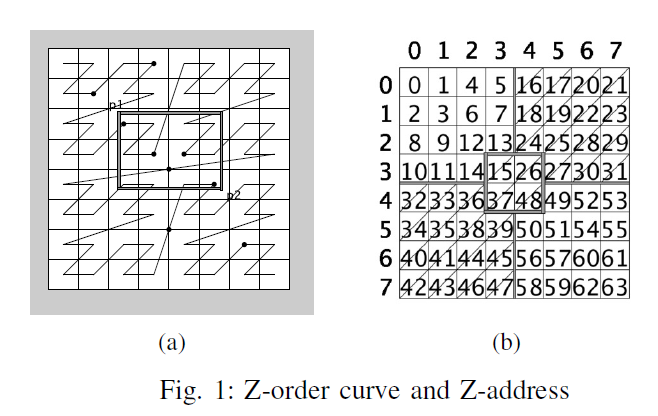 p1
p2
(a)
0 1 2 3 4 5 6 7
0 0 1 4 5 16 17 20 21
1 2 3 6 7 18 19 22 23
2 8 9 12 13 24 25 28 29
3 10 11 14 15 26 27 30 31
4 32 33 36 37 48 49 52 53
5 34 35 38 39 50 51 54 55
6 40 41 44 45 56 57 60 61
7 42 43 46 47 58 59 62 63
(b)
Fig. 1: Z-order curve and Z-address